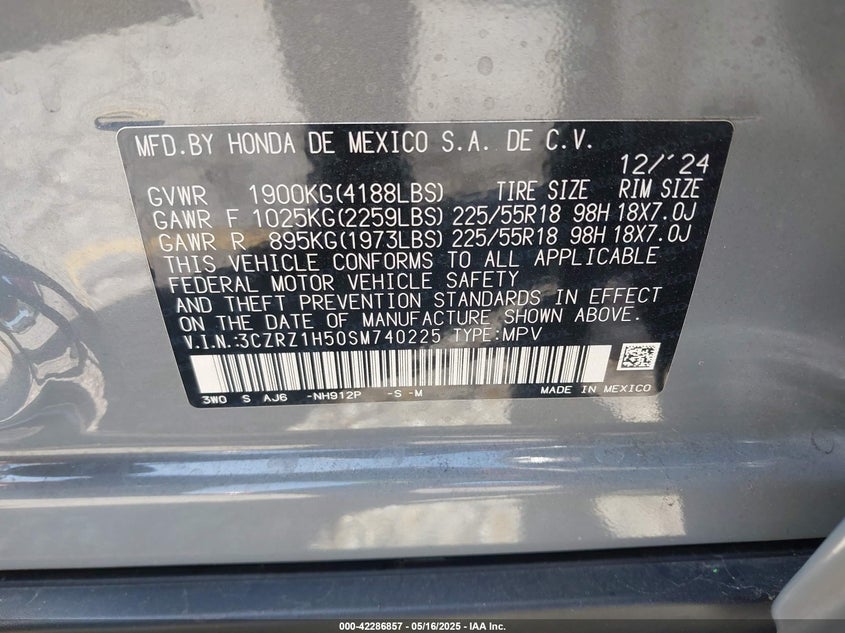 MFD.BY HONDA DE MEXICO S.A. DE C.V.
12/'24
GVWR 1900KG(4188LBS) TIRE SIZE RIM SIZE
GAWR F 1025KG(2259LBS) 225/55R18 98H 18X7.0J
GAWR R 895KG(1973LBS) 225/55R18 98H 18X7.0J
THIS VEHICLE CONFORMS TO ALL APPLICABLE
FEDERAL MOTOR VEHICLE SAFETY
AND THEFT PREVENTION STANDARDS IN EFFECT
ON THE DATE OF MANUFACTURE SHOWN ABOVE.
V.I.N.:3CZRZ1H50SM740225 TYPE:MPV
3W0 S AJ6 -NH912P -S -M MADE IN MEXICO
000-42286857 - 05/16/2025 - IAA Inc.